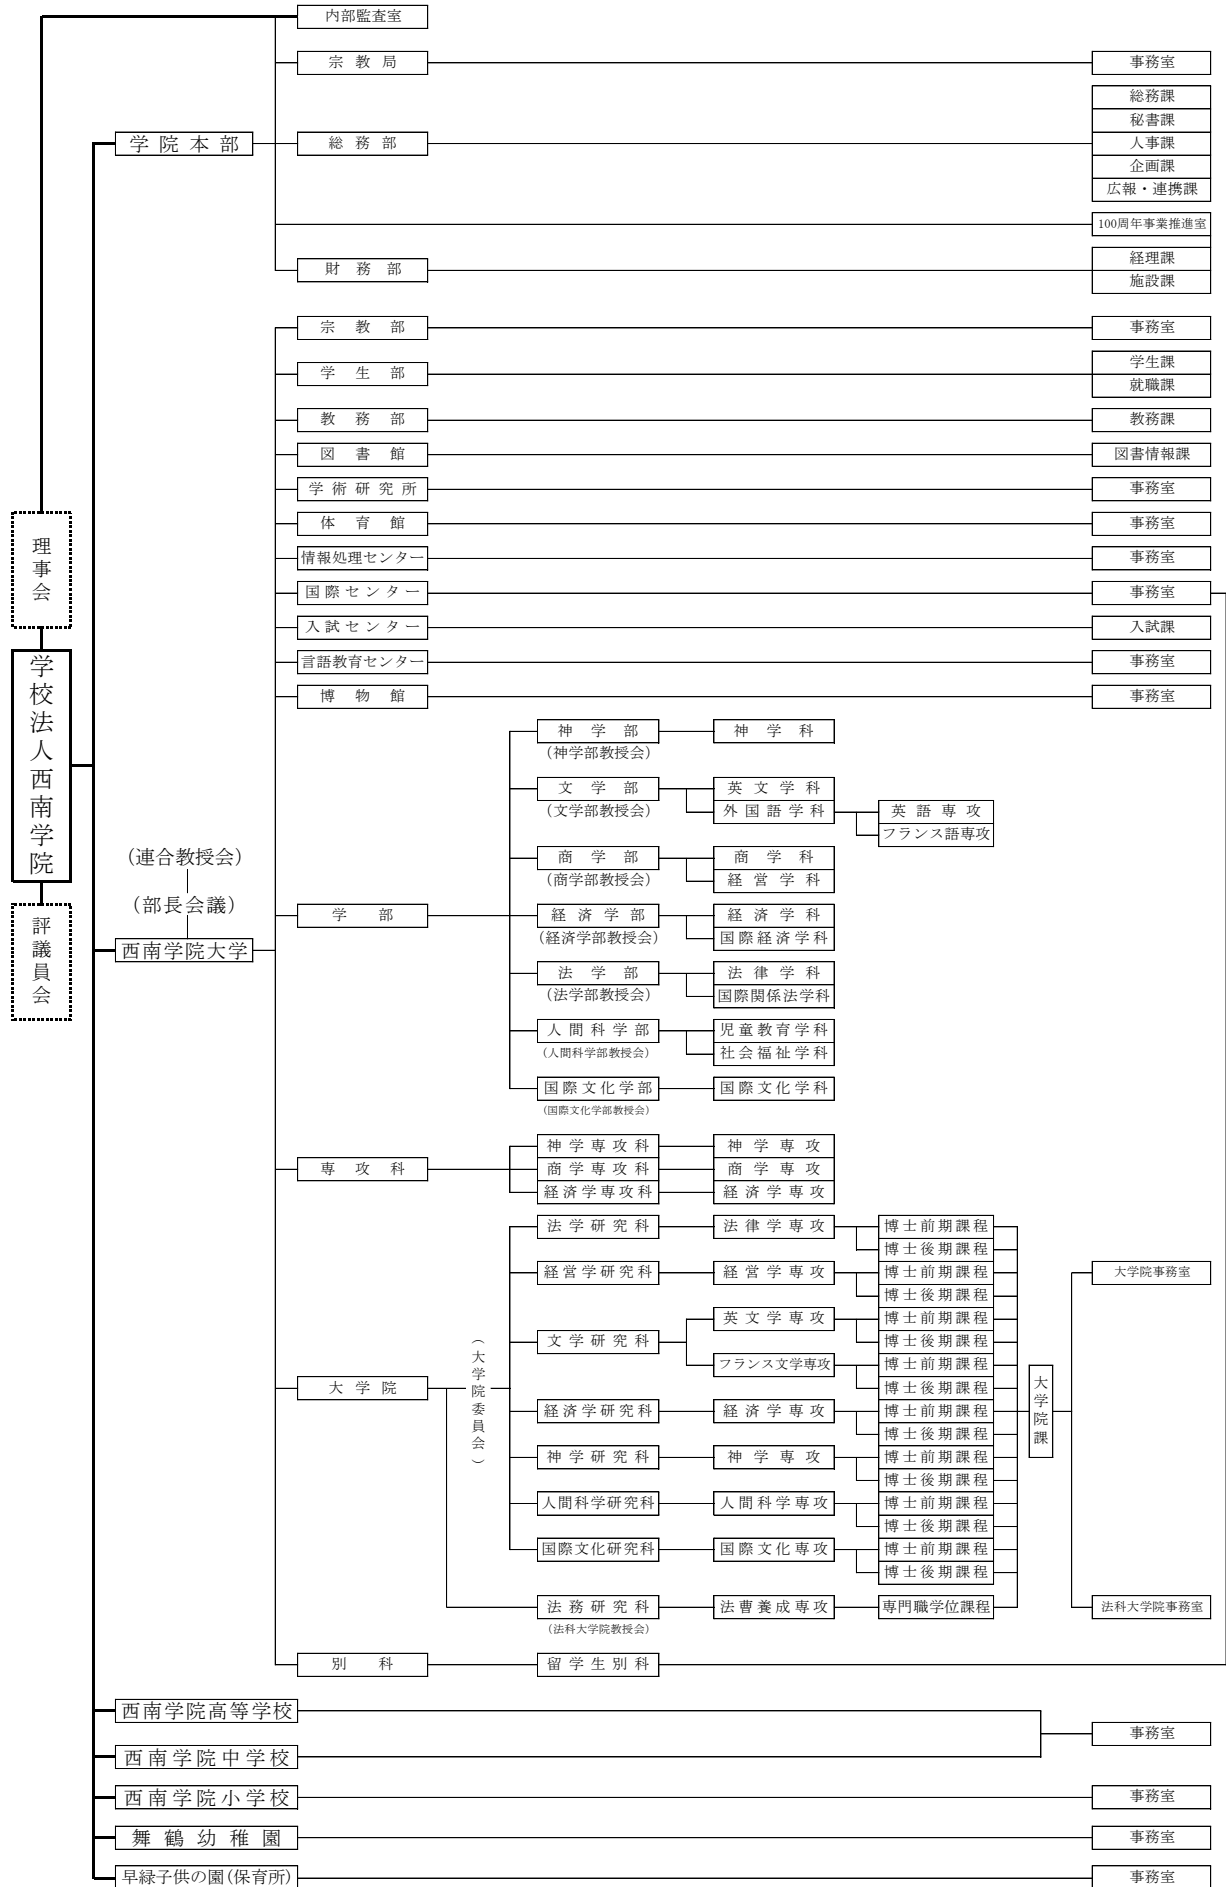 内部監査室
宗教局
事務室
総務課
秘書課
学院本部
総務部
人事課
企画課
広報・連携課
100周年事業推進室
財務部
経理課
施設課
宗教部
事務室
学生部
学生課
就職課
教務部
教務課
図書館
図書情報課
学術研究所
事務室
体育館
事務室
情報処理センター
事務室
国際センター
事務室
入試センター
入試課
言語教育センター
事務室
博物館
事務室
理事会
学校法人西南学院
評議員会
(連合教授会)
(部長会議)
西南学院大学
学部
神学部
(神学部教授会)
神学科
文学部
(文学部教授会)
英文学科
外国語学科
英語専攻
フランス語専攻
商学部
(商学部教授会)
商学科
経営学科
経済学部
(経済学部教授会)
経済学科
国際経済学科
法学部
(法学部教授会)
法律学科
国際関係法学科
人間科学部
(人間科学部教授会)
児童教育学科
社会福祉学科
国際文化学部
(国際文化学部教授会)
国際文化学科
専攻科
神学専攻科
神学専攻
商学専攻科
商学専攻
経済学専攻科
経済学専攻
大学院
(大学院委員会)
法学研究科
法律学専攻
博士前期課程
博士後期課程
経営学研究科
経営学専攻
博士前期課程
博士後期課程
文学研究科
英文学専攻
博士前期課程
博士後期課程
フランス文学専攻
博士前期課程
博士後期課程
経済学研究科
経済学専攻
博士前期課程
博士後期課程
神学研究科
神学専攻
博士前期課程
博士後期課程
人間科学研究科
人間科学専攻
博士前期課程
博士後期課程
国際文化研究科
国際文化専攻
博士前期課程
博士後期課程
法務研究科
(法科大学院教授会)
法曹養成専攻
専門職学位課程
大学院課
大学院事務室
法科大学院事務室
別科
留学生別科
西南学院高等学校
西南学院中学校
事務室
西南学院小学校
事務室
舞鶴幼稚園
事務室
早緑子供の園(保育所)
事務室